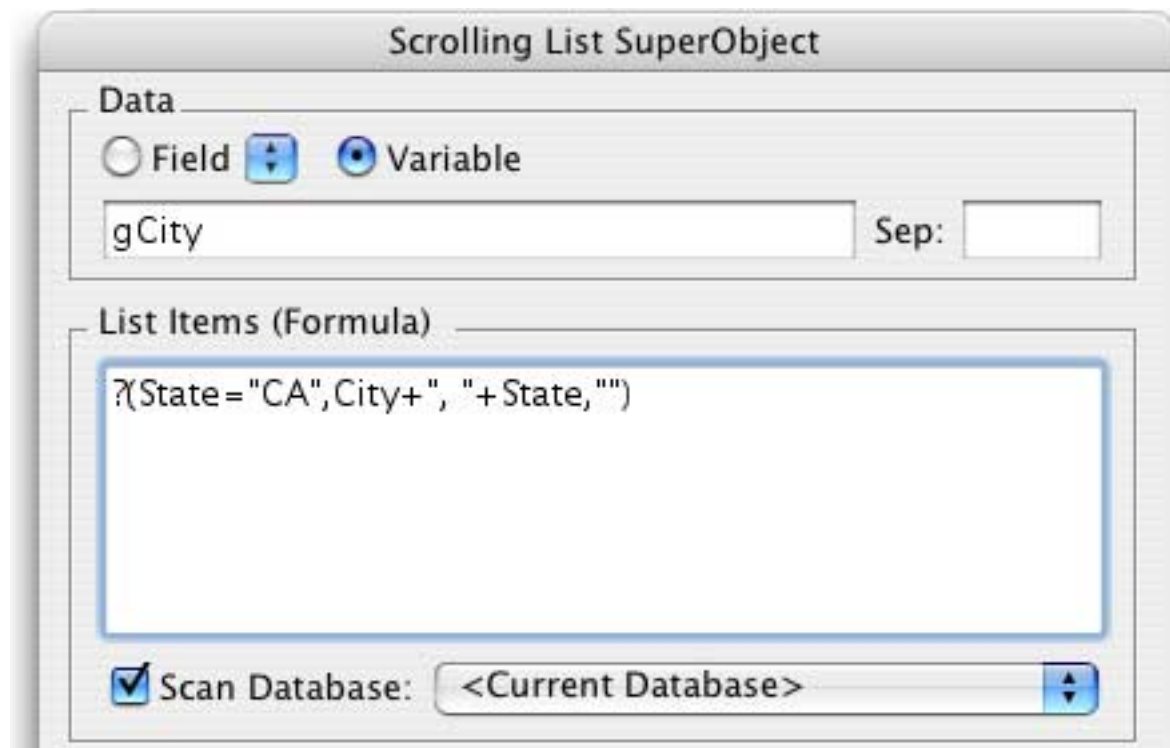 Scrolling List SuperObject
Data
Field Variable
gCity Sep:
List Items (Formula)
?(State="CA",City+", "+State,"")
Scan Database: <Current Database>